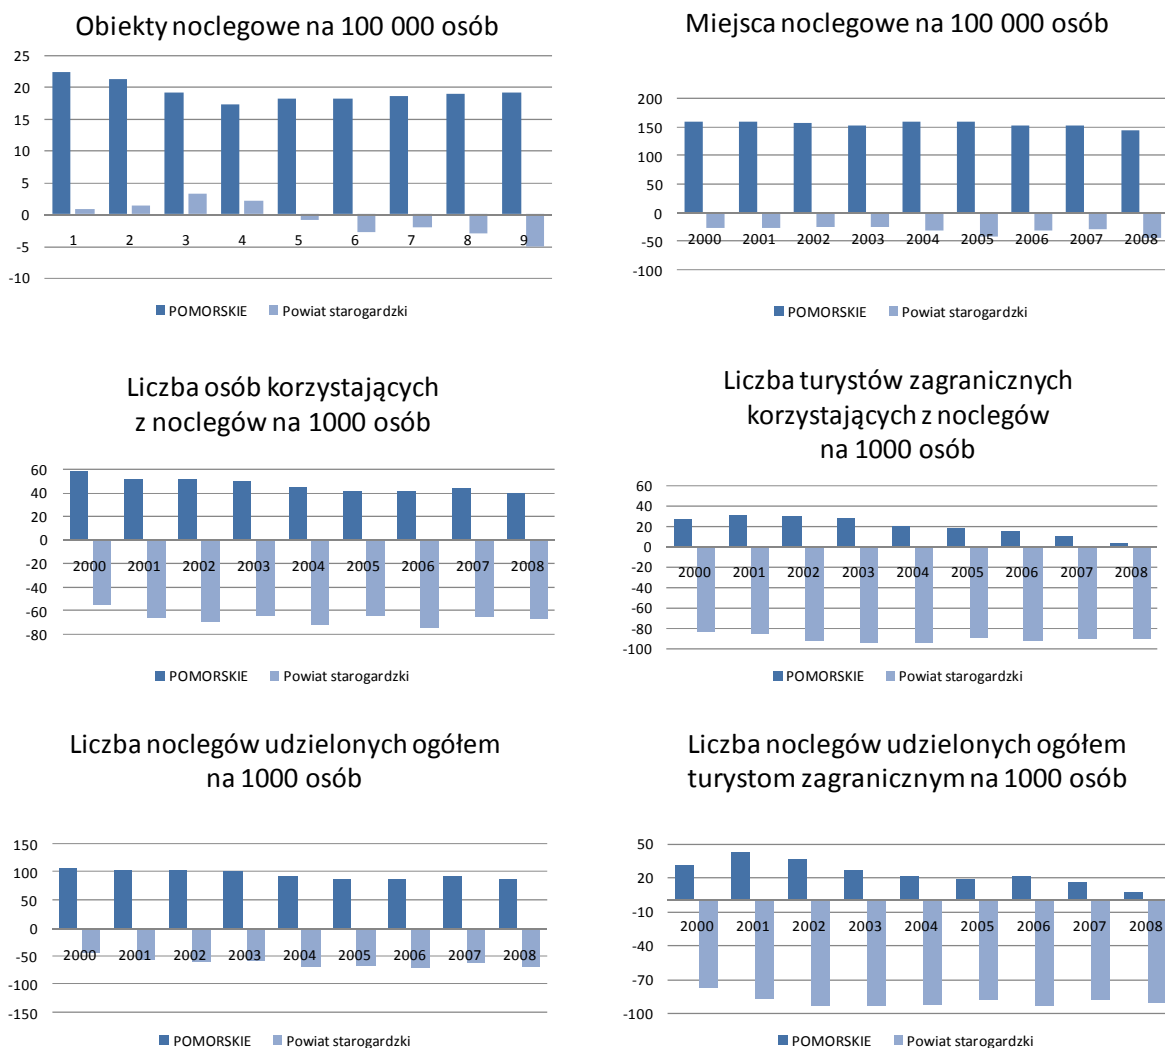 Obiekty noclegowe na 100 000 osób
25
20
15
10
5
0
-5
-10
1 2 3 4 5 6 7 8 9
POMORSKIE Powiat starogardzki
Miejsca noclegowe na 100 000 osób
200
150
100
50
0
-50
-100
2000 2001 2002 2003 2004 2005 2006 2007 2008
POMORSKIE Powiat starogardzki
Liczba osób korzystających
z noclegów na 1000 osób
60
40
20
0
-20
-40
-60
-80
2000 2001 2002 2003 2004 2005 2006 2007 2008
POMORSKIE Powiat starogardzki
Liczba turystów zagranicznych
korzystających z noclegów
na 1000 osób
60
40
20
0
-20
-40
-60
-80
-100
2000 2001 2002 2003 2004 2005 2006 2007 2008
POMORSKIE Powiat starogardzki
Liczba noclegów udzielonych ogółem
na 1000 osób
150
100
50
0
-50
-100
-150
2000 2001 2002 2003 2004 2005 2006 2007 2008
POMORSKIE Powiat starogardzki
Liczba noclegów udzielonych ogółem
turystom zagranicznym na 1000 osób
50
20
-10
-40
-70
-100
2000 2001 2002 2003 2004 2005 2006 2007 2008
POMORSKIE Powiat starogardzki